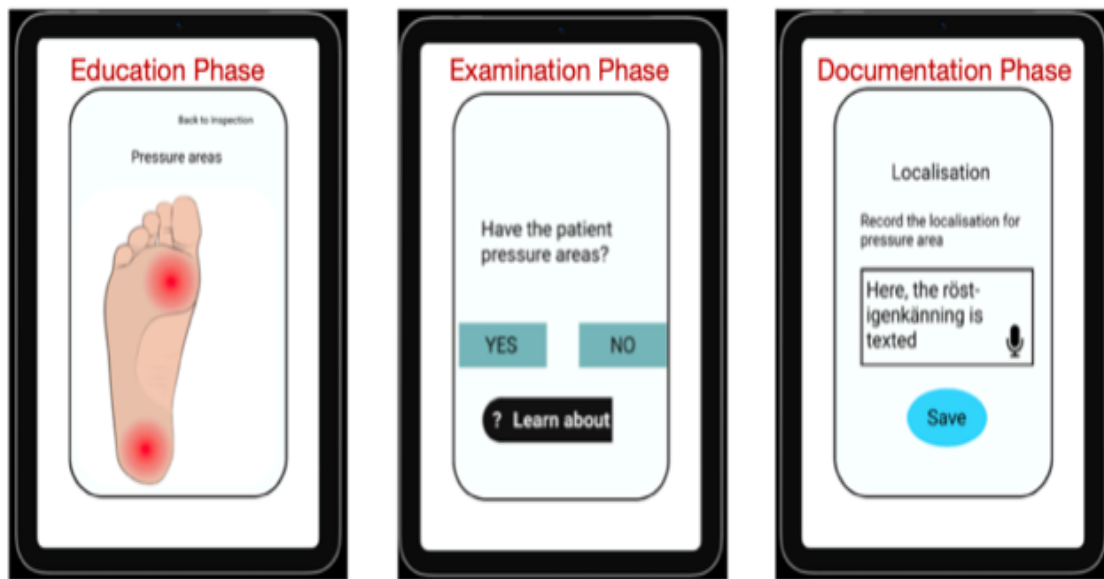 Education Phase
Back to Inspection
Pressure areas
Examination Phase
Have the patient
pressure areas?
YES
NO
? Learn about
Documentation Phase
Localisation
Record the localisation for
pressure area
Here, the röst-
igenkänning is
texted
Save